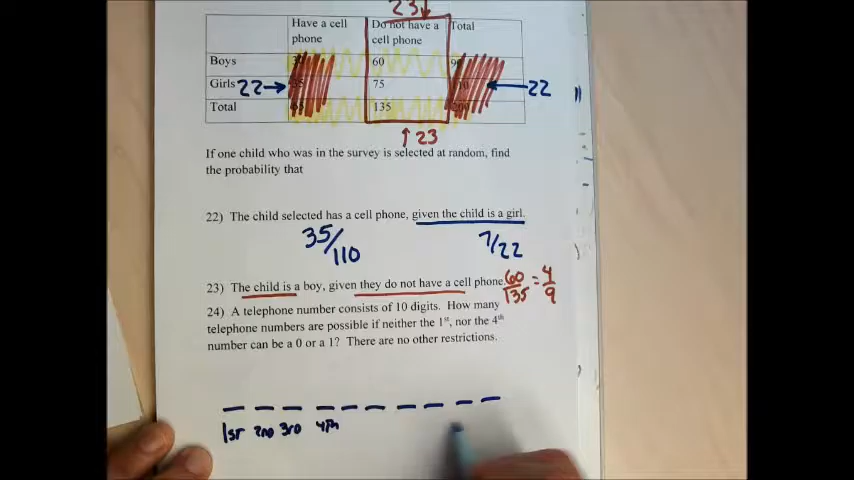 23
Have a cell Do not have a Total
phone cell phone
Boys 60
Girls 22 75 22
Total 135
23
If one child who was in the survey is selected at random, find
the probability that
22) The child selected has a cell phone, given the child is a girl.
35/110 7/22
23) The child is a boy, given they do not have a cell phone. 60/135 = 4/9
24) A telephone number consists of 10 digits. How many
telephone numbers are possible if neither the 1st, nor the 4th
number can be a 0 or a 1? There are no other restrictions.
1st 2nd 3rd 4th